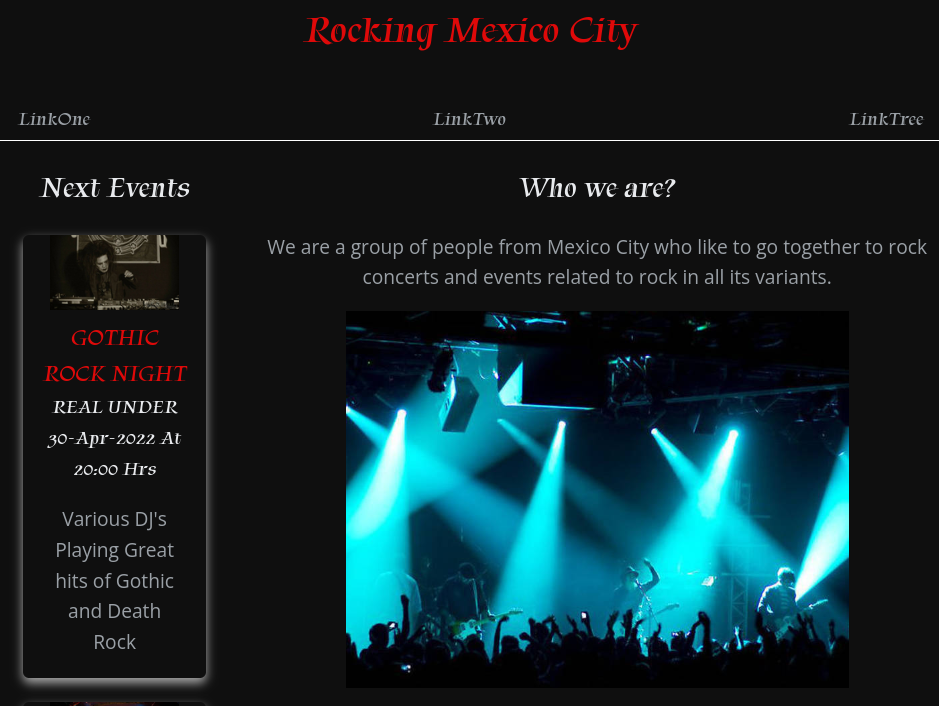 Rocking Mexico City
LinkOne
LinkTwo
LinkTree
Next Events
GOTHIC
ROCK NIGHT
REAL UNDER
30-Apr-2022 At
20:00 Hrs
Various DJ's
Playing Great
hits of Gothic
and Death
Rock
Who we are?
We are a group of people from Mexico City who like to go together to rock
concerts and events related to rock in all its variants.